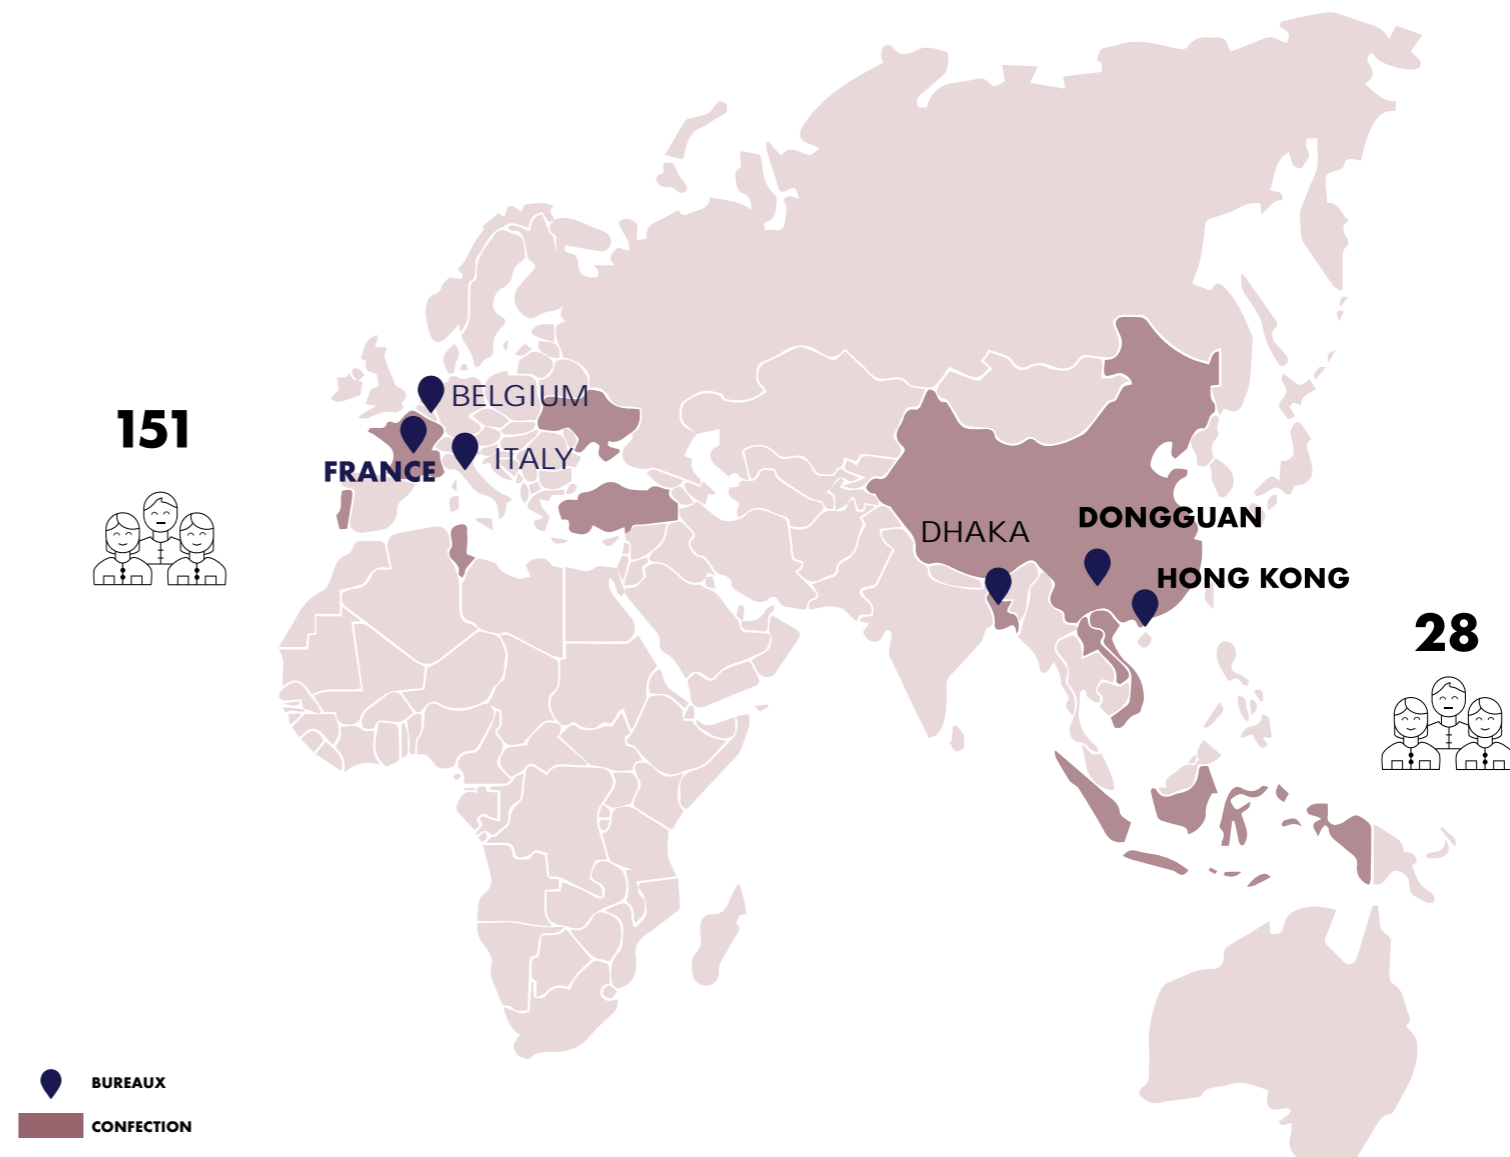 BELGIUM
151
ITALY
FRANCE
DONGGUAN
DHAKA
HONG KONG
28
BUREAUX
CONFECTION